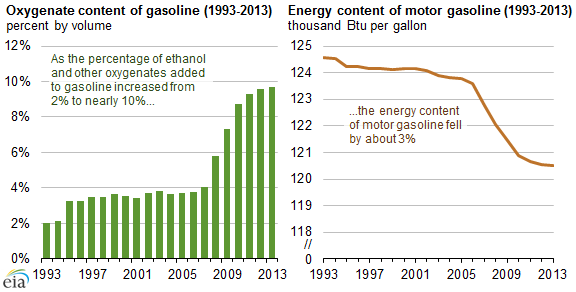 Oxygenate content of gasoline (1993-2013)
percent by volume
12%
10%
8%
6%
4%
2%
0%
As the percentage of ethanol
and other oxygenates added
to gasoline increased from
2% to nearly 10%...
1993 1997 2001 2005 2009 2013
eia
Energy content of motor gasoline (1993-2013)
thousand Btu per gallon
125
124
123
122
121
120
119
118
//
0
...the energy content
of motor gasoline fell
by about 3%
1993 1997 2001 2005 2009 2013